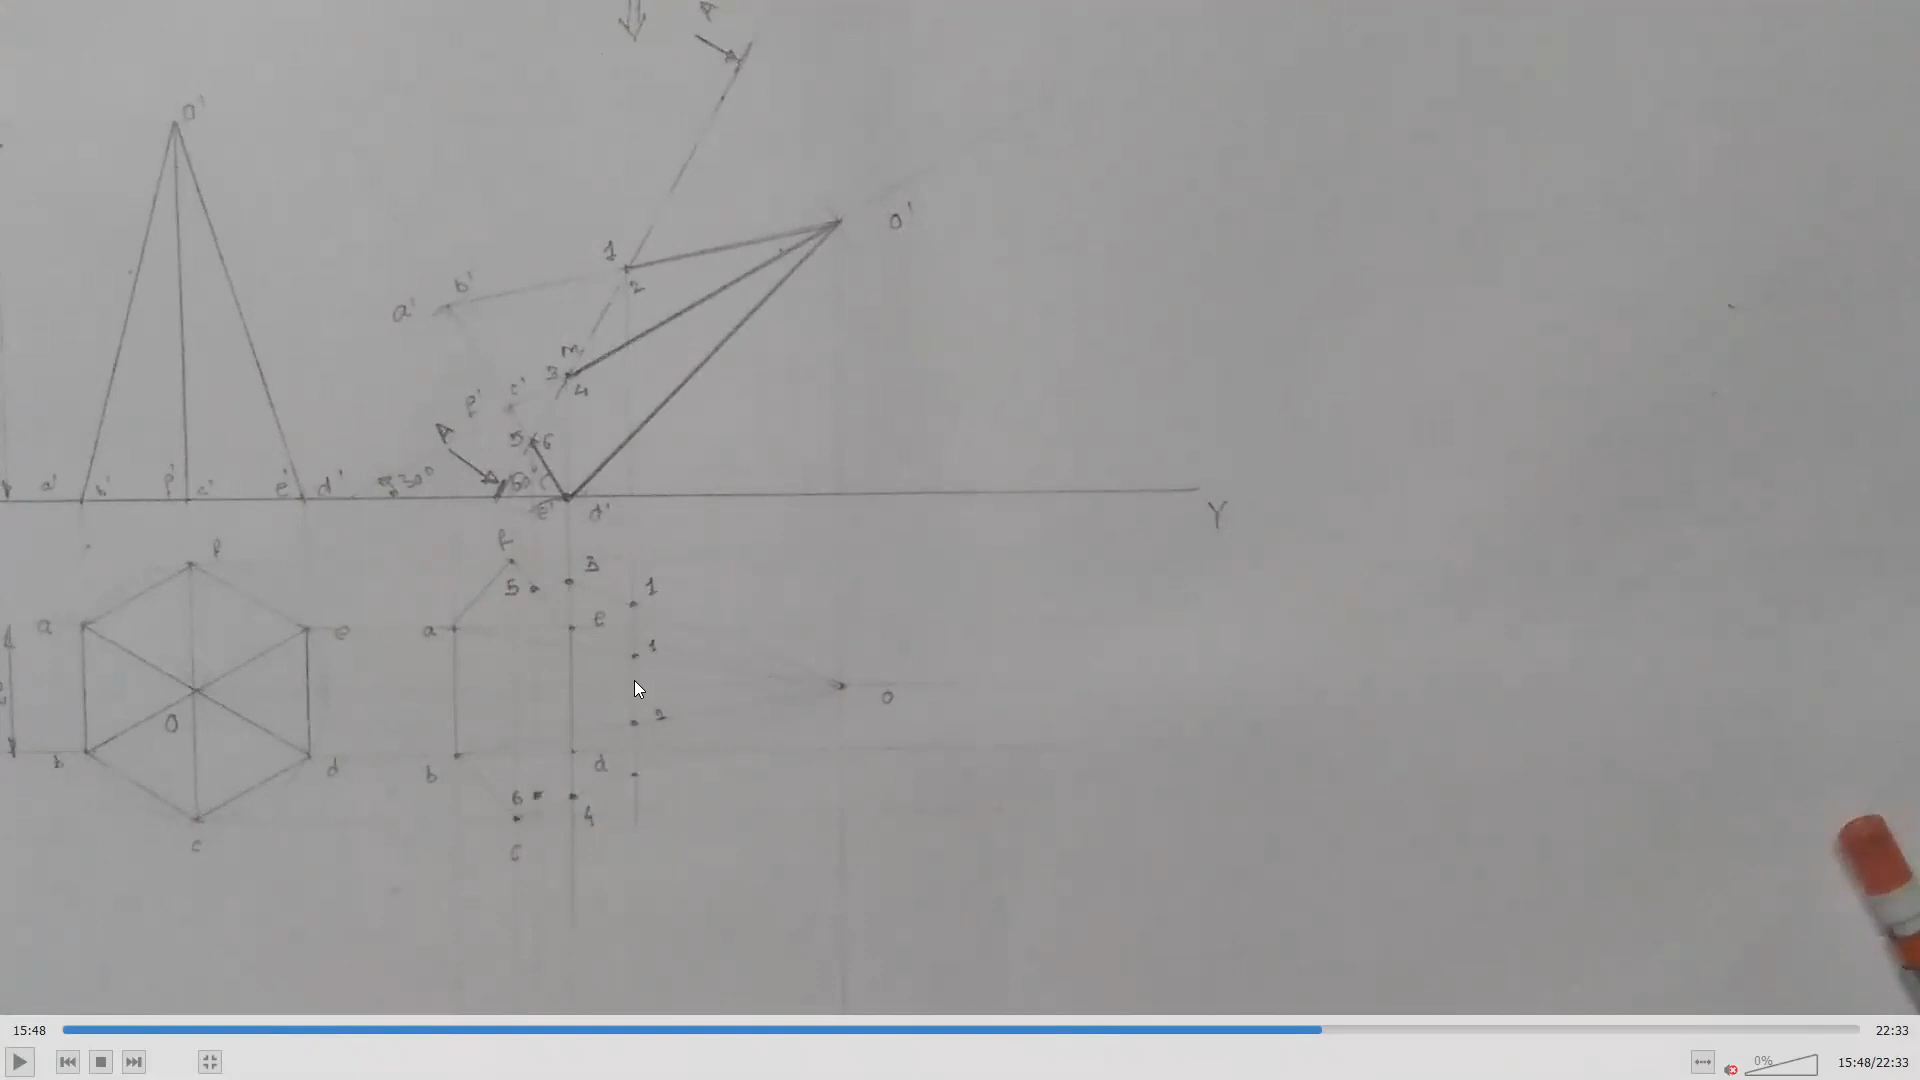 A
O'
1
O'
2
b'
a'
m
3
4
c'
f'
A
5 6
a' b' f' c' e' d' 30° 60°
e' d'
Y
f
f
3
5
1
a e a e
1
O
O
2
b d b d
6
4
c c
15:48 22:33
0% 15:48/22:33